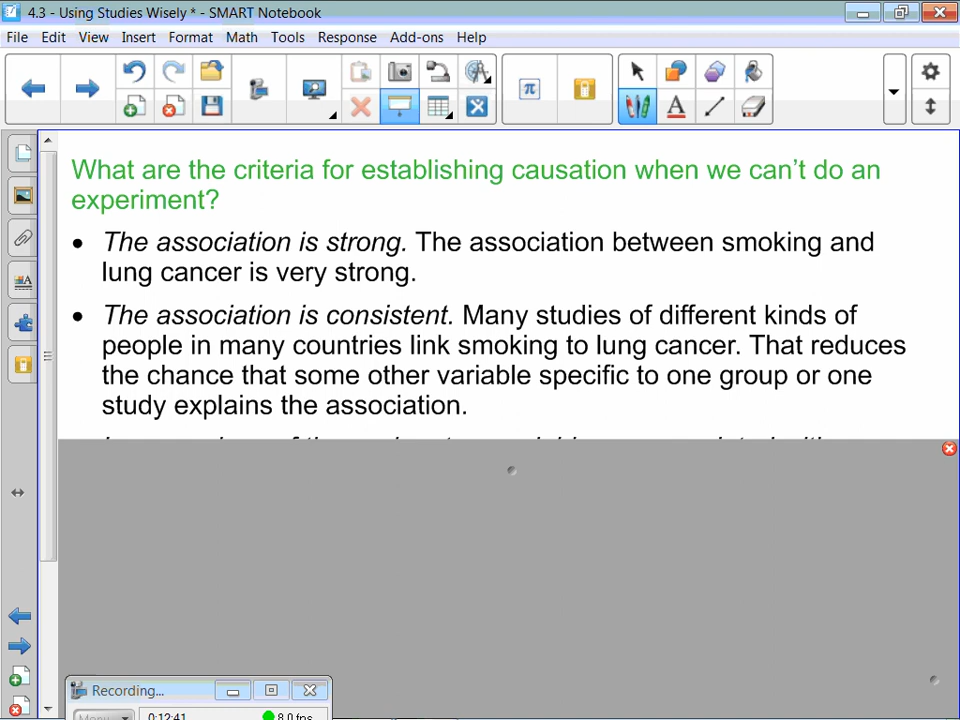 4.3 - Using Studies Wisely * - SMART Notebook
File Edit View Insert Format Math Tools Response Add-ons Help
What are the criteria for establishing causation when we can't do an
experiment?
• The association is strong. The association between smoking and
lung cancer is very strong.
• The association is consistent. Many studies of different kinds of
people in many countries link smoking to lung cancer. That reduces
the chance that some other variable specific to one group or one
study explains the association.
Recording...
Menu 0:12:41 8.0 fps